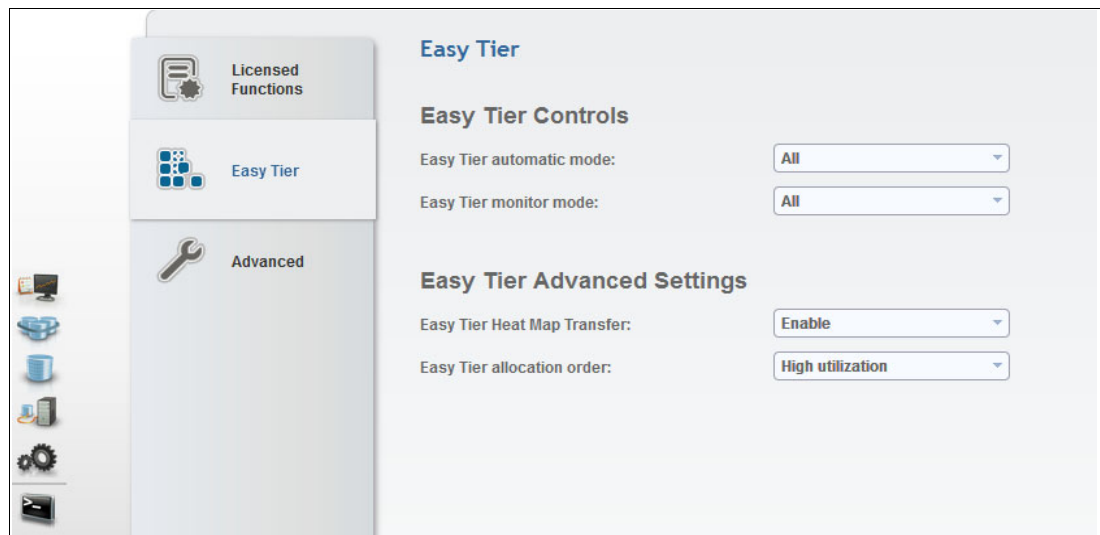 Licensed
Functions
Easy Tier
Advanced
Easy Tier
Easy Tier Controls
Easy Tier automatic mode: All
Easy Tier monitor mode: All
Easy Tier Advanced Settings
Easy Tier Heat Map Transfer: Enable
Easy Tier allocation order: High utilization